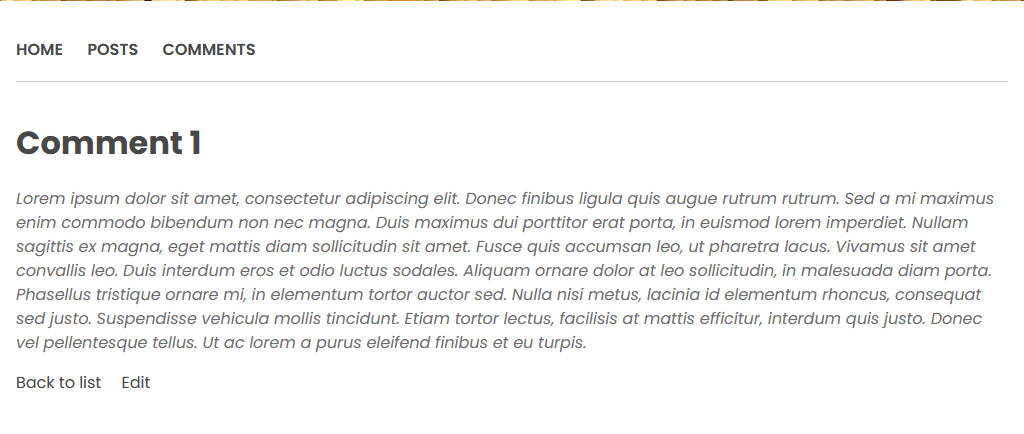 HOME POSTS COMMENTS
Comment 1
Lorem ipsum dolor sit amet, consectetur adipiscing elit. Donec finibus ligula quis augue rutrum rutrum. Sed a mi maximus
enim commodo bibendum non nec magna. Duis maximus dui porttitor erat porta, in euismod lorem imperdiet. Nullam
sagittis ex magna, eget mattis diam sollicitudin sit amet. Fusce quis accumsan leo, ut pharetra lacus. Vivamus sit amet
convallis leo. Duis interdum eros et odio luctus sodales. Aliquam ornare dolor at leo sollicitudin, in malesuada diam porta.
Phasellus tristique ornare mi, in elementum tortor auctor sed. Nulla nisi metus, lacinia id elementum rhoncus, consequat
sed justo. Suspendisse vehicula mollis tincidunt. Etiam tortor lectus, facilisis at mattis efficitur, interdum quis justo. Donec
vel pellentesque tellus. Ut ac lorem a purus eleifend finibus et eu turpis.
Back to list Edit